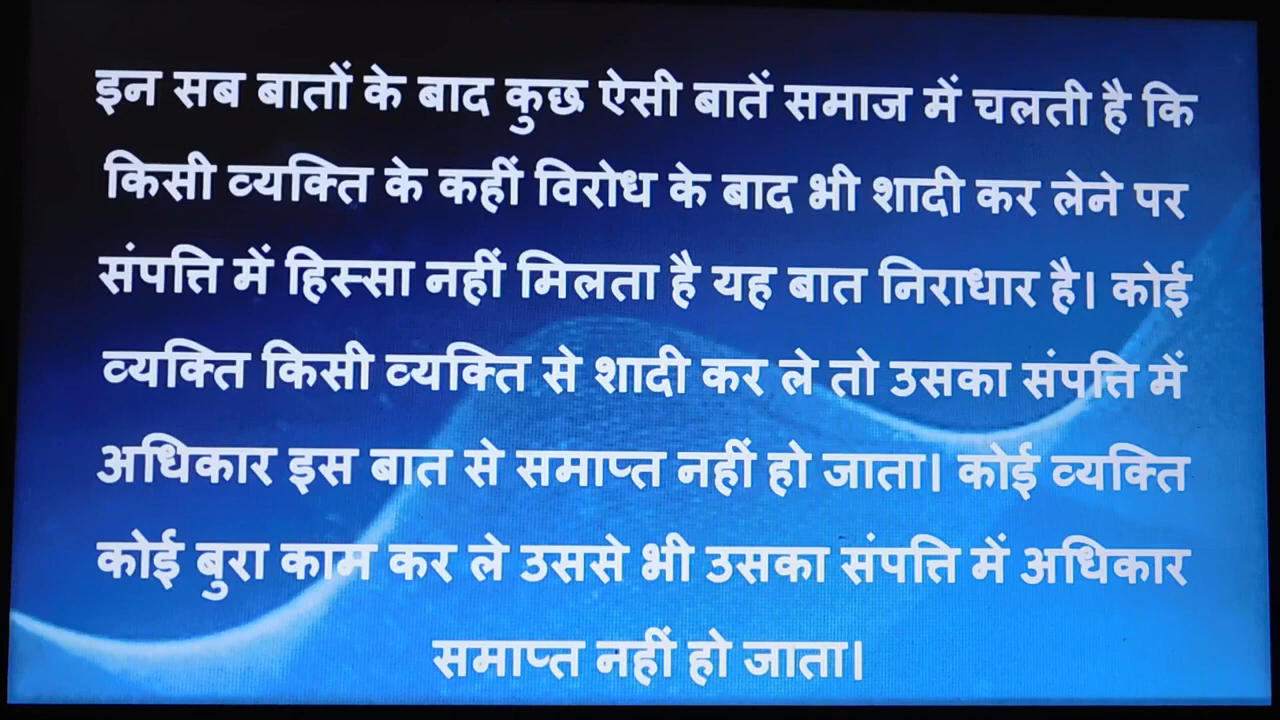 इन सब बातों के बाद कुछ ऐसी बातें समाज में चलती है कि
किसी व्यक्ति के कहीं विरोध के बाद भी शादी कर लेने पर
संपत्ति में हिस्सा नहीं मिलता है यह बात निराधार है। कोई
व्यक्ति किसी व्यक्ति से शादी कर ले तो उसका संपत्ति में
अधिकार इस बात से समाप्त नहीं हो जाता। कोई व्यक्ति
कोई बुरा काम कर ले उससे भी उसका संपत्ति में अधिकार
समाप्त नहीं हो जाता।